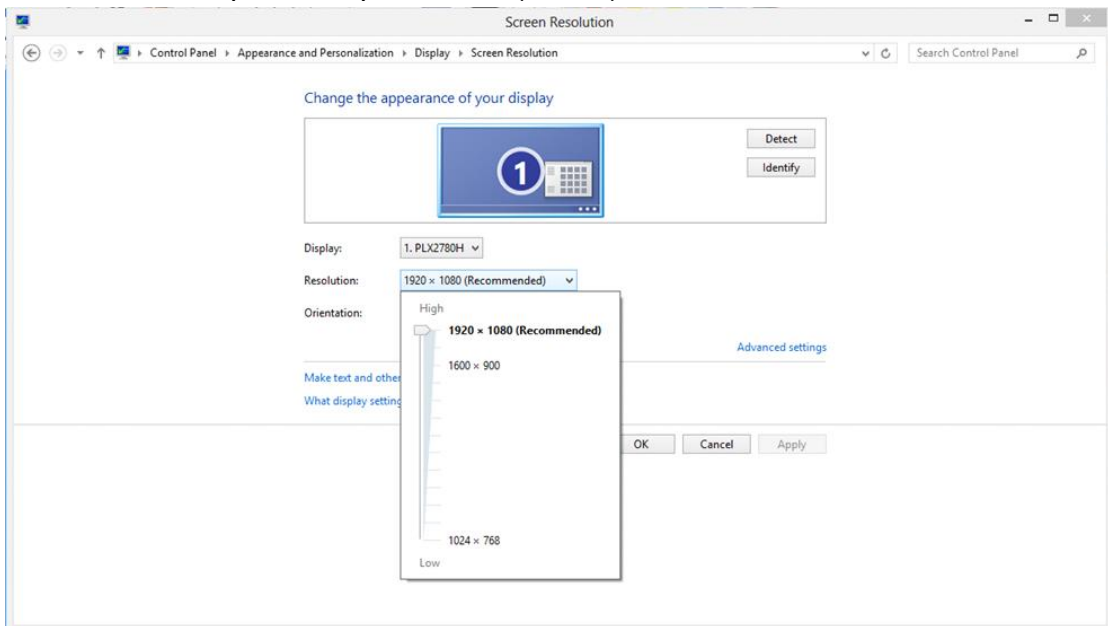 Screen Resolution
Control Panel Appearance and Personalization Display Screen Resolution
Search Control Panel
Change the appearance of your display
1
Detect
Identify
Display: 1. PLX2780H
Resolution: 1920 × 1080 (Recommended)
Orientation:
High
1920 × 1080 (Recommended)
1600 × 900
1024 × 768
Low
Advanced settings
Make text and other
What display setting
OK Cancel Apply